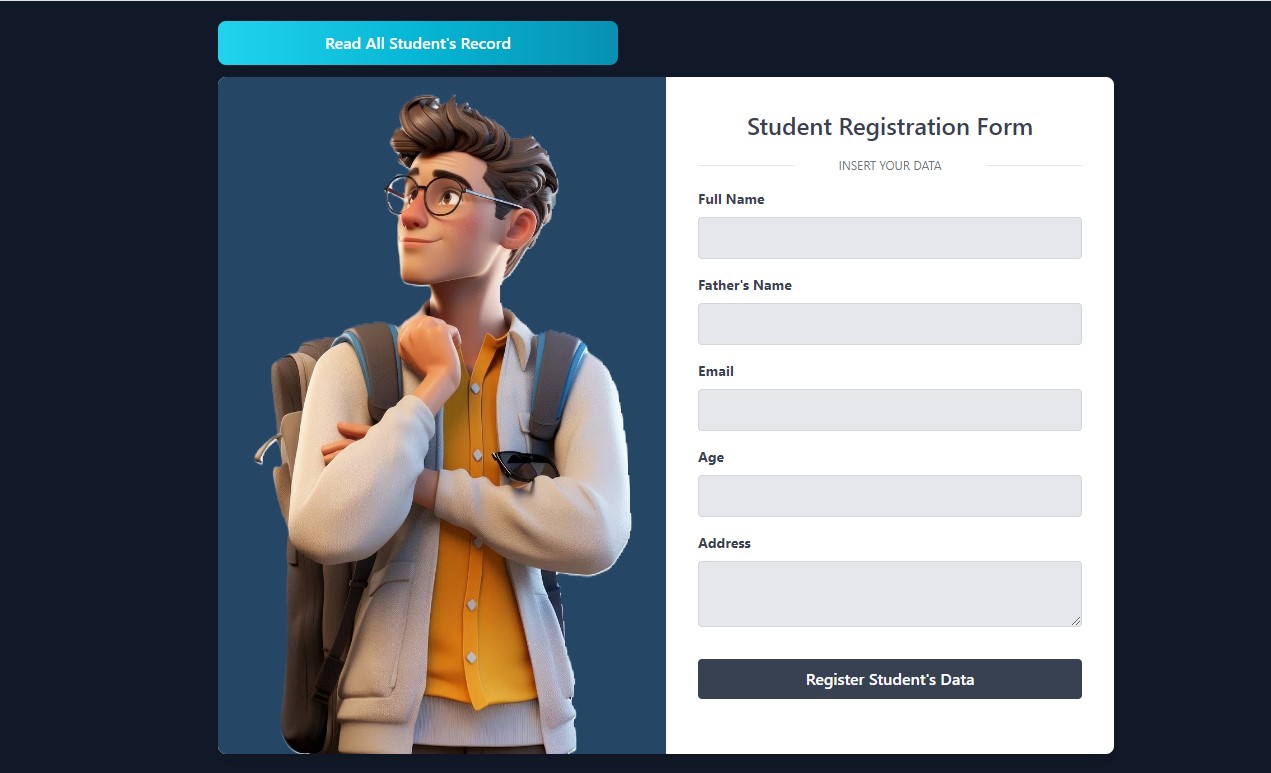 Read All Student's Record
Student Registration Form
INSERT YOUR DATA
Full Name
Father's Name
Email
Age
Address
Register Student's Data